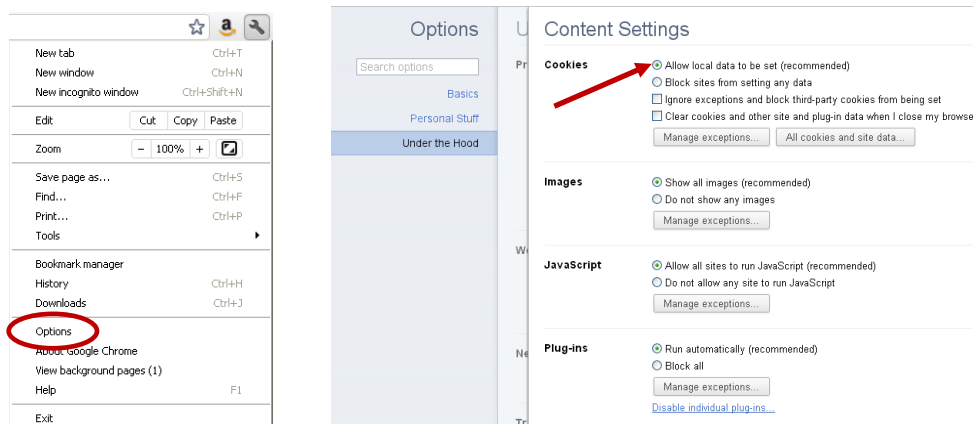 a
New tab Ctrl+T
New window Ctrl+N
New incognito window Ctrl+Shift+N
Edit Cut Copy Paste
Zoom - 100% +
Save page as... Ctrl+S
Find... Ctrl+F
Print... Ctrl+P
Tools
Bookmark manager
History Ctrl+H
Downloads Ctrl+J
Options
About Google Chrome
View background pages (1)
Help F1
Exit
Options
Search options
Basics
Personal Stuff
Under the Hood
U
Pr
W
Ne
Tr
Content Settings
Cookies
Allow local data to be set (recommended)
Block sites from setting any data
Ignore exceptions and block third-party cookies from being set
Clear cookies and other site and plug-in data when I close my browse
Manage exceptions... All cookies and site data...
Images
Show all images (recommended)
Do not show any images
Manage exceptions...
JavaScript
Allow all sites to run JavaScript (recommended)
Do not allow any site to run JavaScript
Manage exceptions...
Plug-ins
Run automatically (recommended)
Block all
Manage exceptions...
Disable individual plug-ins...